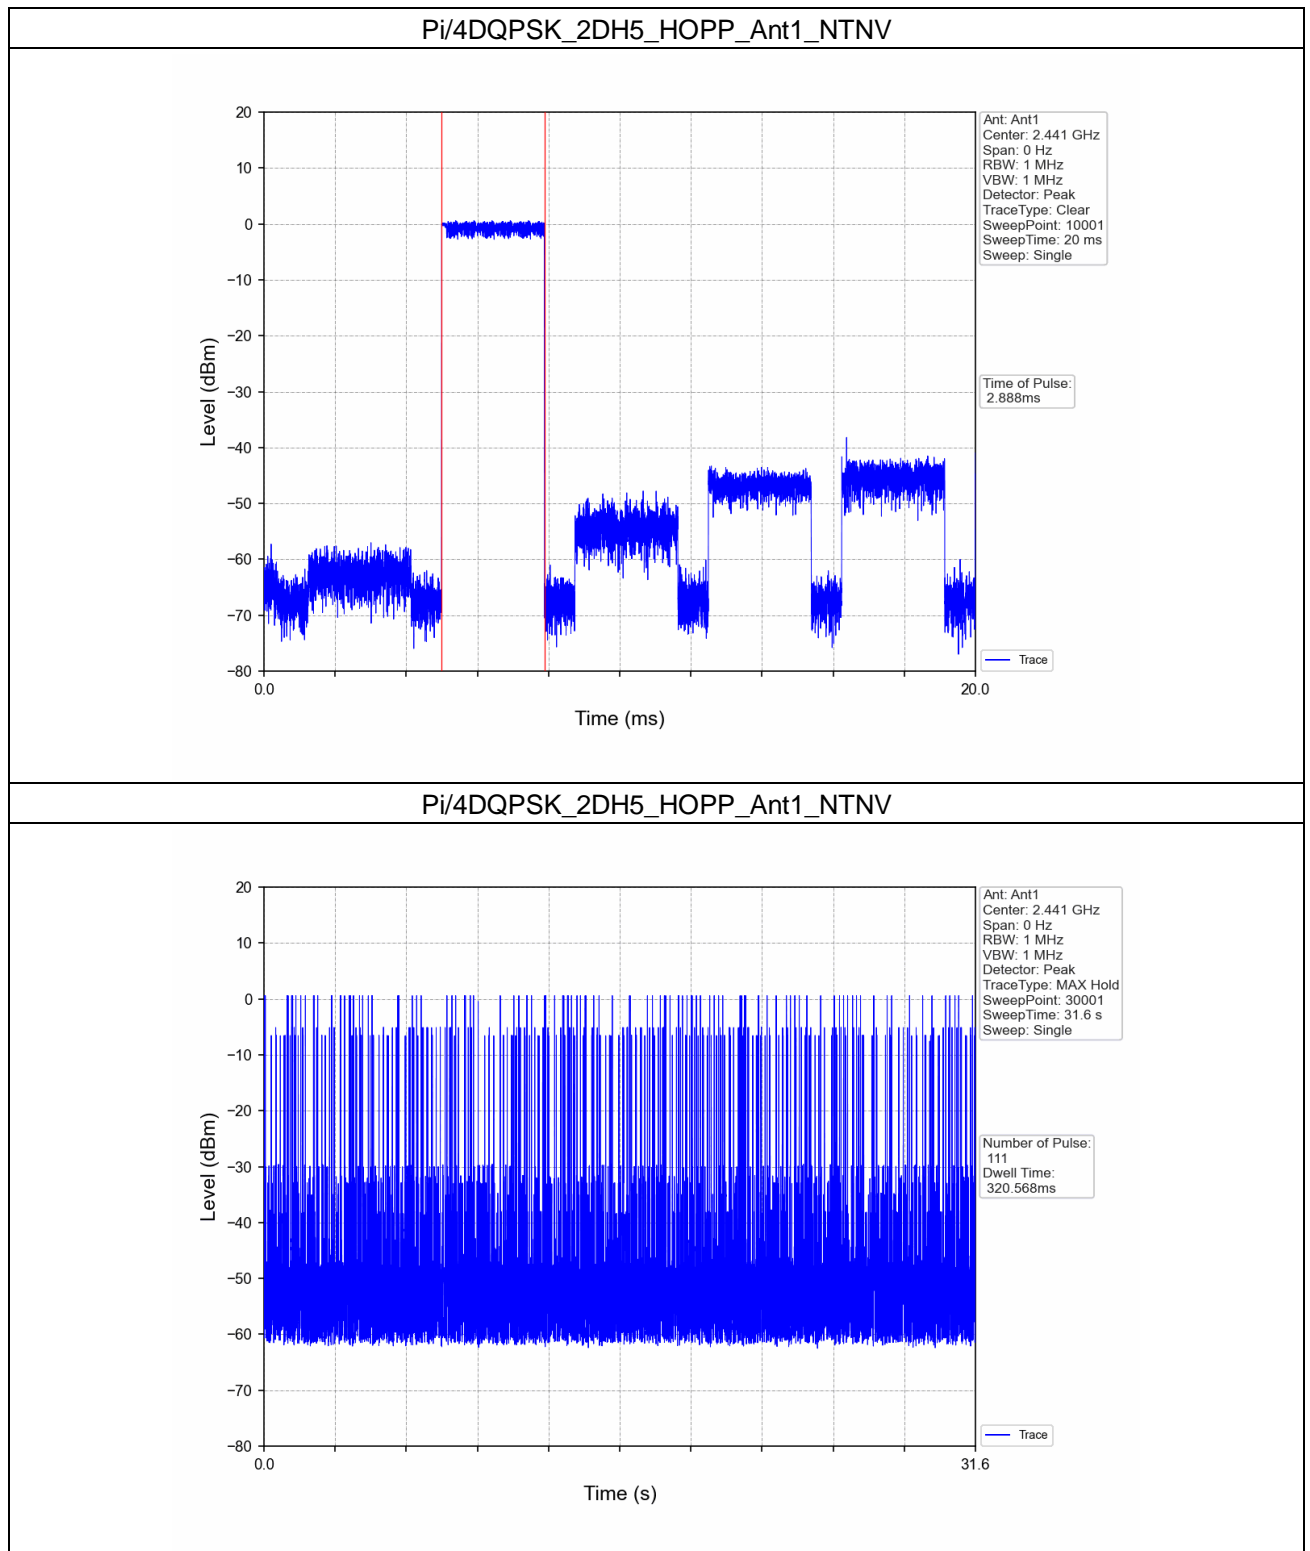 Pi/4DQPSK_2DH5_HOPP_Ant1_NTNV
20
10
0
−10
−20
−30
−40
−50
−60
−70
−80
Level (dBm)
0.0
20.0
Time (ms)
Ant: Ant1
Center: 2.441 GHz
Span: 0 Hz
RBW: 1 MHz
VBW: 1 MHz
Detector: Peak
TraceType: Clear
SweepPoint: 10001
SweepTime: 20 ms
Sweep: Single
Time of Pulse:
2.888ms
Trace
Pi/4DQPSK_2DH5_HOPP_Ant1_NTNV
20
10
0
−10
−20
−30
−40
−50
−60
−70
−80
Level (dBm)
0.0
31.6
Time (s)
Ant: Ant1
Center: 2.441 GHz
Span: 0 Hz
RBW: 1 MHz
VBW: 1 MHz
Detector: Peak
TraceType: MAX Hold
SweepPoint: 30001
SweepTime: 31.6 s
Sweep: Single
Number of Pulse:
111
Dwell Time:
320.568ms
Trace